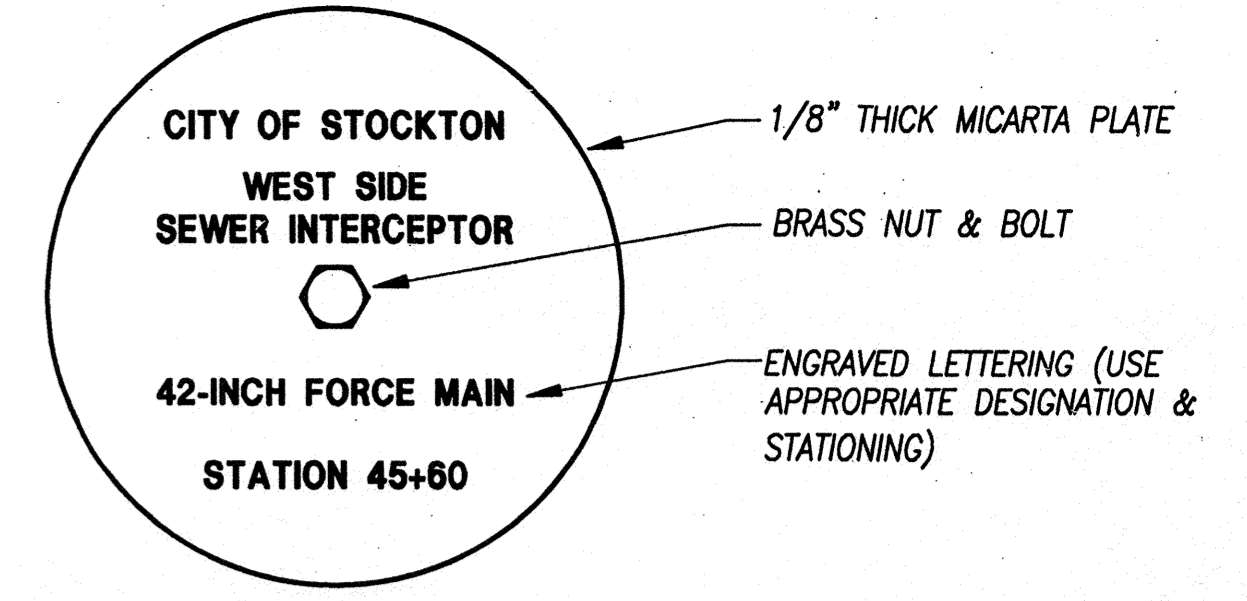 CITY OF STOCKTON
WEST SIDE
SEWER INTERCEPTOR
42-INCH FORCE MAIN
STATION 45+60
1/8" THICK MICARTA PLATE
BRASS NUT & BOLT
ENGRAVED LETTERING (USE
APPROPRIATE DESIGNATION &
STATIONING)